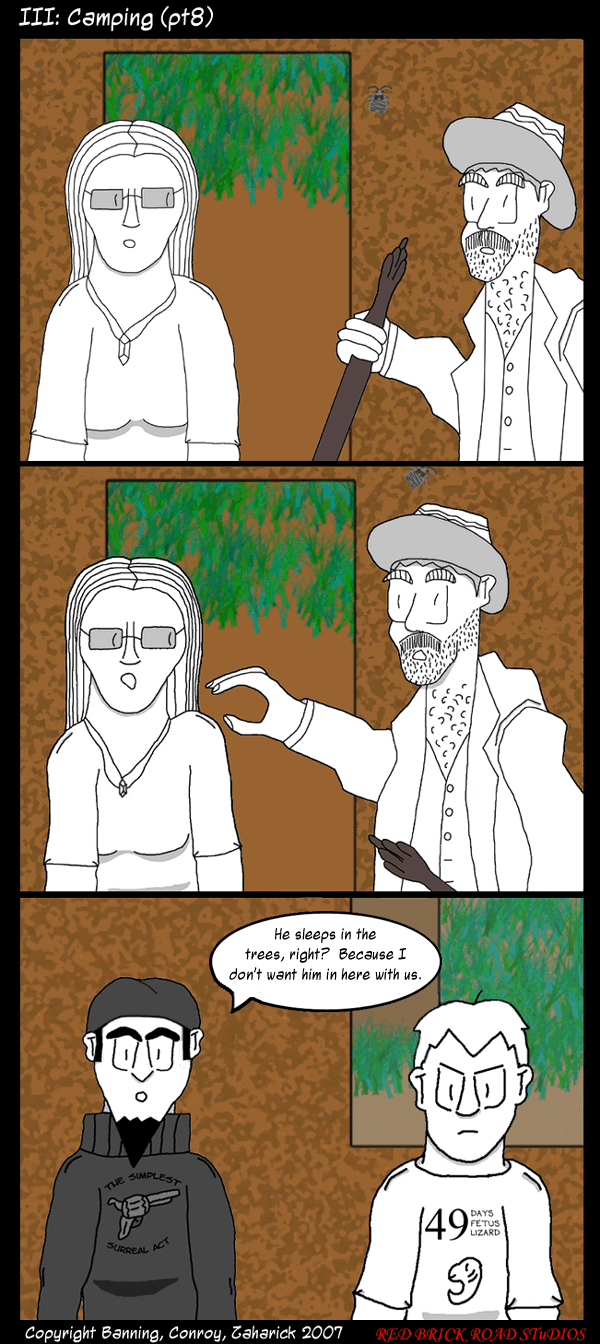 III: Camping (pt8)
He sleeps in the
trees, right? Because I
don't want him in here with us.
THE SIMPLEST
SURREAL ACT
49 DAYS
FETUS
LIZARD
Copyright Banning, Conroy, Zaharick 2007
RED BRICK ROAD STuDIOS